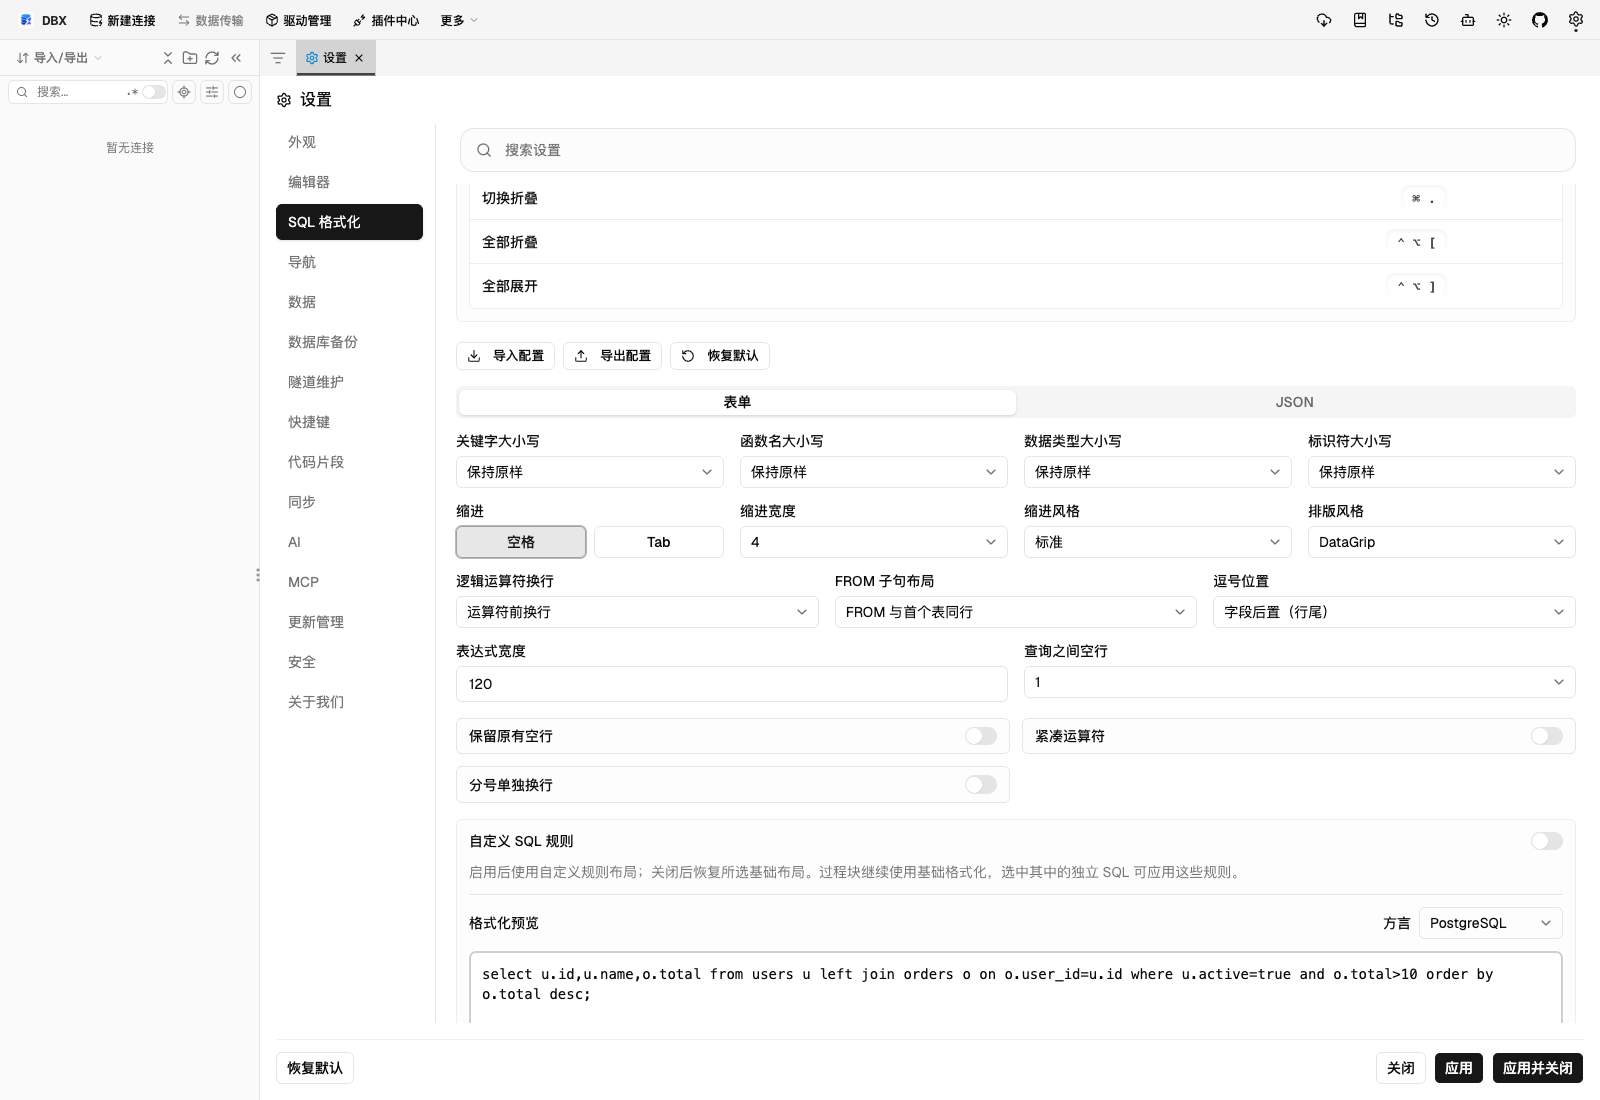 DBX 新建连接 数据传输 驱动管理 插件中心 更多
导入/导出 设置
搜索... .*
设置
暂无连接
外观
编辑器
SQL 格式化
导航
数据
数据库备份
隧道维护
快捷键
代码片段
同步
AI
MCP
更新管理
安全
关于我们
搜索设置
切换折叠 ⌘ .
全部折叠 ^ ⌥ [
全部展开 ^ ⌥ ]
导入配置 导出配置 恢复默认
表单 JSON
关键字大小写 函数名大小写 数据类型大小写 标识符大小写
保持原样 保持原样 保持原样 保持原样
缩进 缩进宽度 缩进风格 排版风格
空格 Tab 4 标准 DataGrip
逻辑运算符换行 FROM 子句布局 逗号位置
运算符前换行 FROM 与首个表同行 字段后置（行尾）
表达式宽度 查询之间空行
120 1
保留原有空行 紧凑运算符
分号单独换行
自定义 SQL 规则
启用后使用自定义规则布局；关闭后恢复所选基础布局。过程块继续使用基础格式化，选中其中的独立 SQL 可应用这些规则。
格式化预览 方言 PostgreSQL
select u.id,u.name,o.total from users u left join orders o on o.user_id=u.id where u.active=true and o.total>10 order by
o.total desc;
恢复默认 关闭 应用 应用并关闭